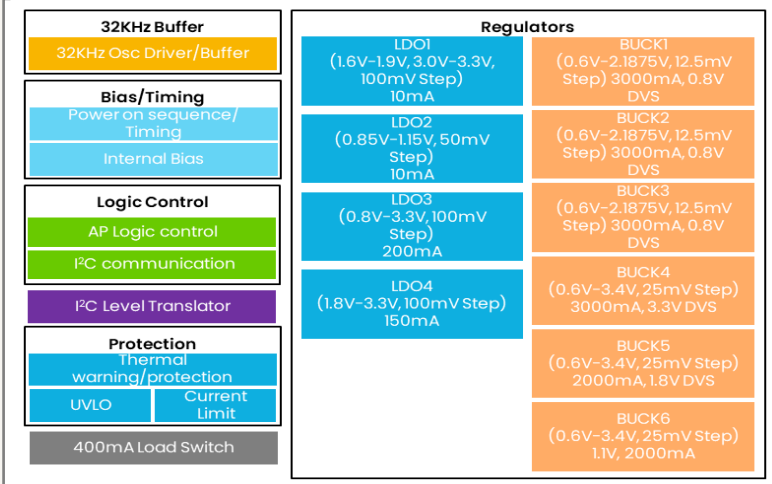 32KHz Buffer
32KHz Osc Driver/Buffer
Bias/Timing
Power on sequence/
Timing
Internal Bias
Logic Control
AP Logic control
I²C communication
I²C Level Translator
Protection
Thermal
warning/protection
UVLO
Current
Limit
400mA Load Switch
Regulators
LDO1
(1.6V-1.9V, 3.0V-3.3V,
100mV Step)
10mA
LDO2
(0.85V-1.15V, 50mV
Step)
10mA
LDO3
(0.8V-3.3V, 100mV
Step)
200mA
LDO4
(1.8V-3.3V, 100mV Step)
150mA
BUCK1
(0.6V-2.1875V, 12.5mV
Step) 3000mA, 0.8V
DVS
BUCK2
(0.6V-2.1875V, 12.5mV
Step) 3000mA, 0.8V
DVS
BUCK3
(0.6V-2.1875V, 12.5mV
Step) 3000mA, 0.8V
DVS
BUCK4
(0.6V-3.4V, 25mV Step)
3000mA, 3.3V DVS
BUCK5
(0.6V-3.4V, 25mV Step)
2000mA, 1.8V DVS
BUCK6
(0.6V-3.4V, 25mV Step)
1.1V, 2000mA